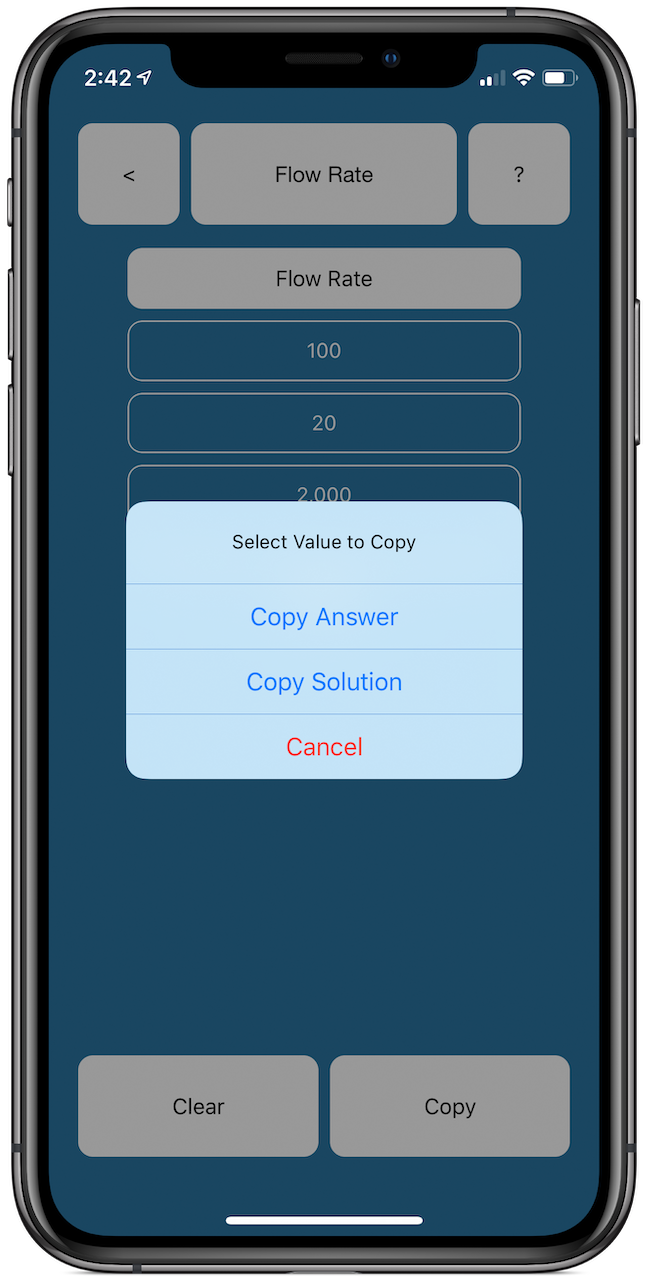 2:42
< Flow Rate ?
Flow Rate
100
20
2,000
Select Value to Copy
Copy Answer
Copy Solution
Cancel
Clear Copy